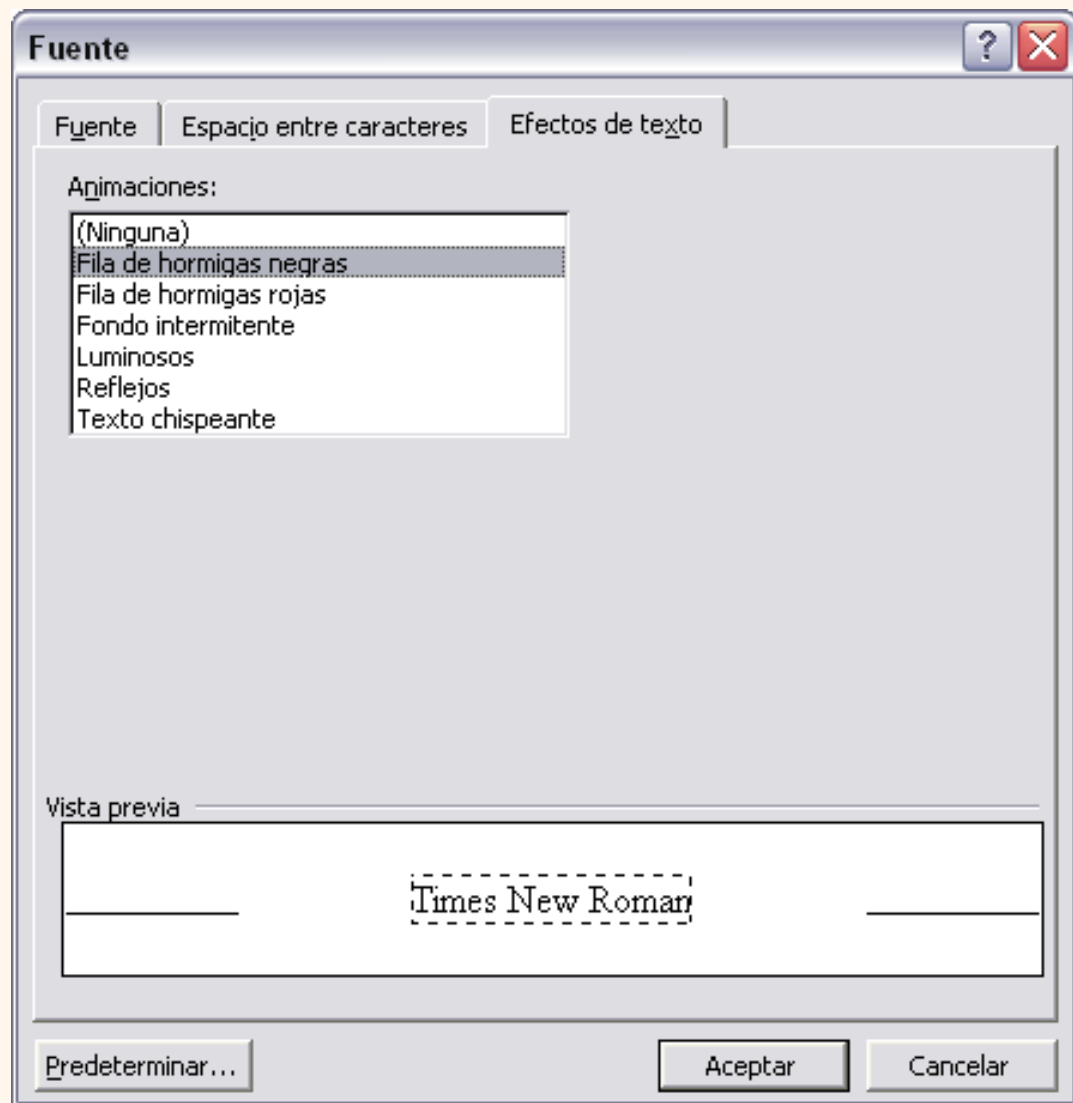 Fuente
Fuente Espacio entre caracteres Efectos de texto
Animaciones:
(Ninguna)
Fila de hormigas negras
Fila de hormigas rojas
Fondo intermitente
Luminosos
Reflejos
Texto chispeante
Vista previa
Times New Roman
Predeterminar... Aceptar Cancelar